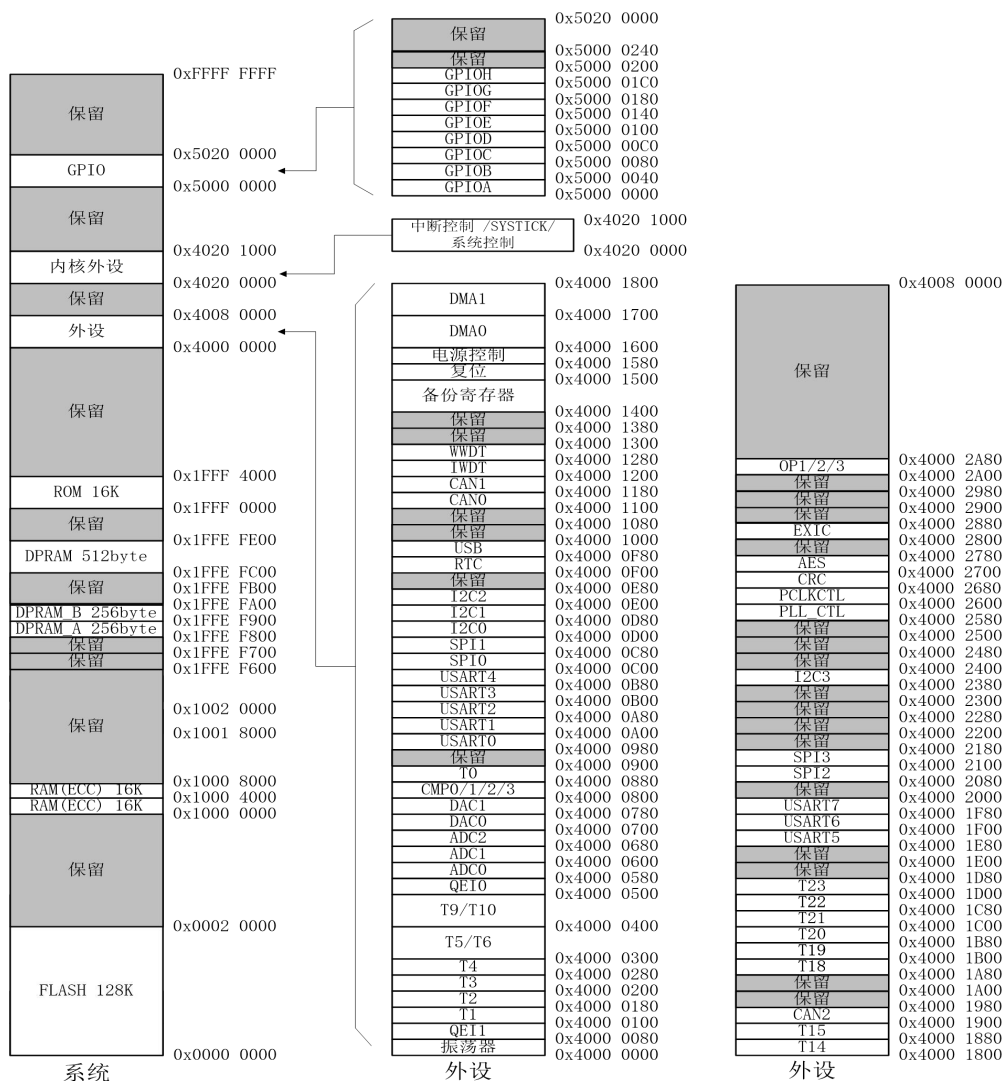 0xFFFF FFFF
保留
0x5020 0000
GPIO
0x5000 0000
保留
0x4020 1000
内核外设
0x4020 0000
保留
0x4008 0000
外设
0x4000 0000
保留
0x1FFF 4000
ROM 16K
0x1FFF 0000
保留
0x1FFE FE00
DPRAM 512byte
0x1FFE FC00
保留
0x1FFE FB00
0x1FFE FA00
DPRAM_B 256byte
0x1FFE F900
DPRAM_A 256byte
0x1FFE F800
保留
0x1FFE F700
保留
0x1FFE F600
保留
0x1002 0000
0x1001 8000
0x1000 8000
RAM(ECC) 16K
0x1000 4000
RAM(ECC) 16K
0x1000 0000
保留
0x0002 0000
FLASH 128K
0x0000 0000
系统
0x5020 0000
保留
0x5000 0240
保留
0x5000 0200
GPIOH
0x5000 01C0
GPIOG
0x5000 0180
GPIOF
0x5000 0140
GPIOE
0x5000 0100
GPIOD
0x5000 00C0
GPIOC
0x5000 0080
GPIOB
0x5000 0040
GPIOA
0x5000 0000
0x4020 1000
中断控制 /SYSTICK/
系统控制
0x4020 0000
0x4000 1800
DMA1
0x4000 1700
DMA0
0x4000 1600
电源控制
0x4000 1580
复位
0x4000 1500
备份寄存器
0x4000 1400
保留
0x4000 1380
保留
0x4000 1300
WWDT
0x4000 1280
IWDT
0x4000 1200
CAN1
0x4000 1180
CAN0
0x4000 1100
保留
0x4000 1080
保留
0x4000 1000
USB
0x4000 0F80
RTC
0x4000 0F00
保留
0x4000 0E80
I2C2
0x4000 0E00
I2C1
0x4000 0D80
I2C0
0x4000 0D00
SPI1
0x4000 0C80
SPI0
0x4000 0C00
USART4
0x4000 0B80
USART3
0x4000 0B00
USART2
0x4000 0A80
USART1
0x4000 0A00
USART0
0x4000 0980
保留
0x4000 0900
T0
0x4000 0880
CMP0/1/2/3
0x4000 0800
DAC1
0x4000 0780
DAC0
0x4000 0700
ADC2
0x4000 0680
ADC1
0x4000 0600
ADC0
0x4000 0580
QEI0
0x4000 0500
T9/T10
0x4000 0400
T5/T6
0x4000 0300
T4
0x4000 0280
T3
0x4000 0200
T2
0x4000 0180
T1
0x4000 0100
QEI1
0x4000 0080
振荡器
0x4000 0000
外设
0x4008 0000
保留
0x4000 2A80
OP1/2/3
0x4000 2A00
保留
0x4000 2980
保留
0x4000 2900
保留
0x4000 2880
EXIC
0x4000 2800
保留
0x4000 2780
AES
0x4000 2700
CRC
0x4000 2680
PCLKCTL
0x4000 2600
PLL_CTL
0x4000 2580
保留
0x4000 2500
保留
0x4000 2480
保留
0x4000 2400
I2C3
0x4000 2380
保留
0x4000 2300
保留
0x4000 2280
保留
0x4000 2200
保留
0x4000 2180
SPI3
0x4000 2100
SPI2
0x4000 2080
保留
0x4000 2000
USART7
0x4000 1F80
USART6
0x4000 1F00
USART5
0x4000 1E80
保留
0x4000 1E00
保留
0x4000 1D80
T23
0x4000 1D00
T22
0x4000 1C80
T21
0x4000 1C00
T20
0x4000 1B80
T19
0x4000 1B00
T18
0x4000 1A80
保留
0x4000 1A00
保留
0x4000 1980
CAN2
0x4000 1900
T15
0x4000 1880
T14
0x4000 1800
外设